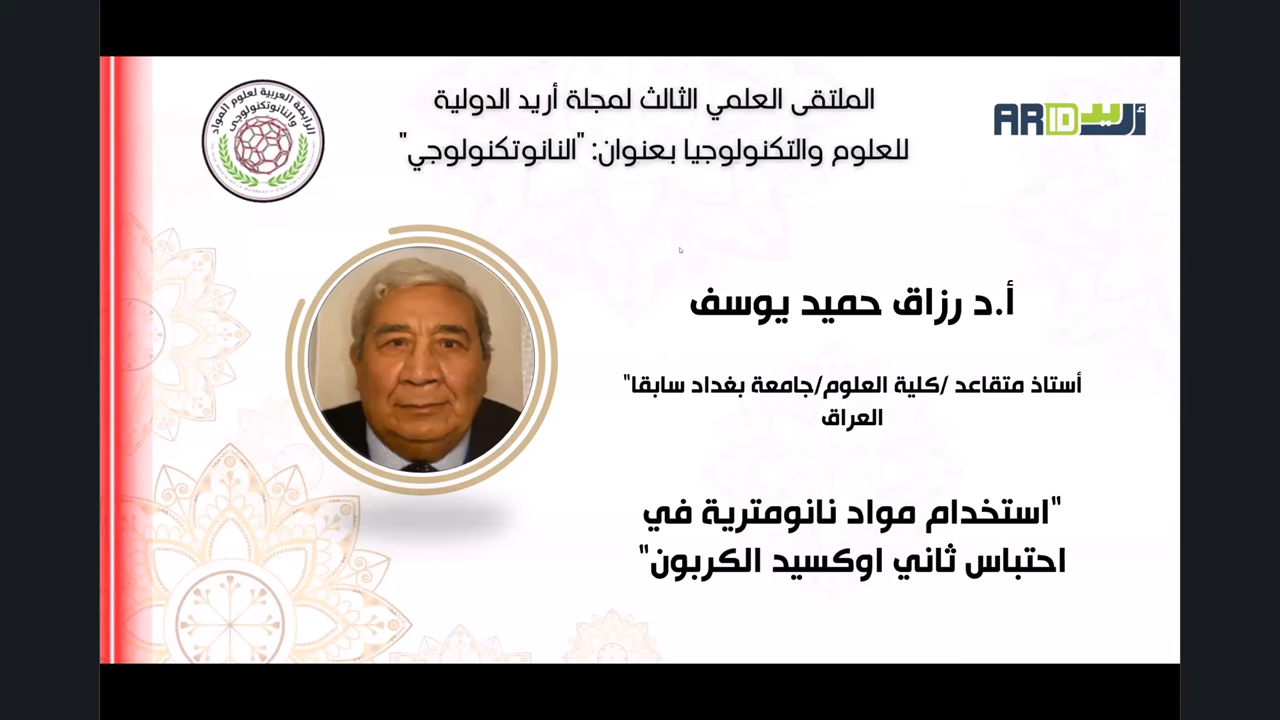 الملتقى العلمي الثالث لمجلة أريد الدولية
للعلوم والتكنولوجيا بعنوان: "النانوتكنولوجي"
ARID أريد
الرابطة العربية لعلوم المواد
والنانوتكنولوجي
أ.د رزاق حميد يوسف
أستاذ متقاعد /كلية العلوم/جامعة بغداد سابقا"
العراق
"استخدام مواد نانومترية في
احتباس ثاني اوكسيد الكربون"